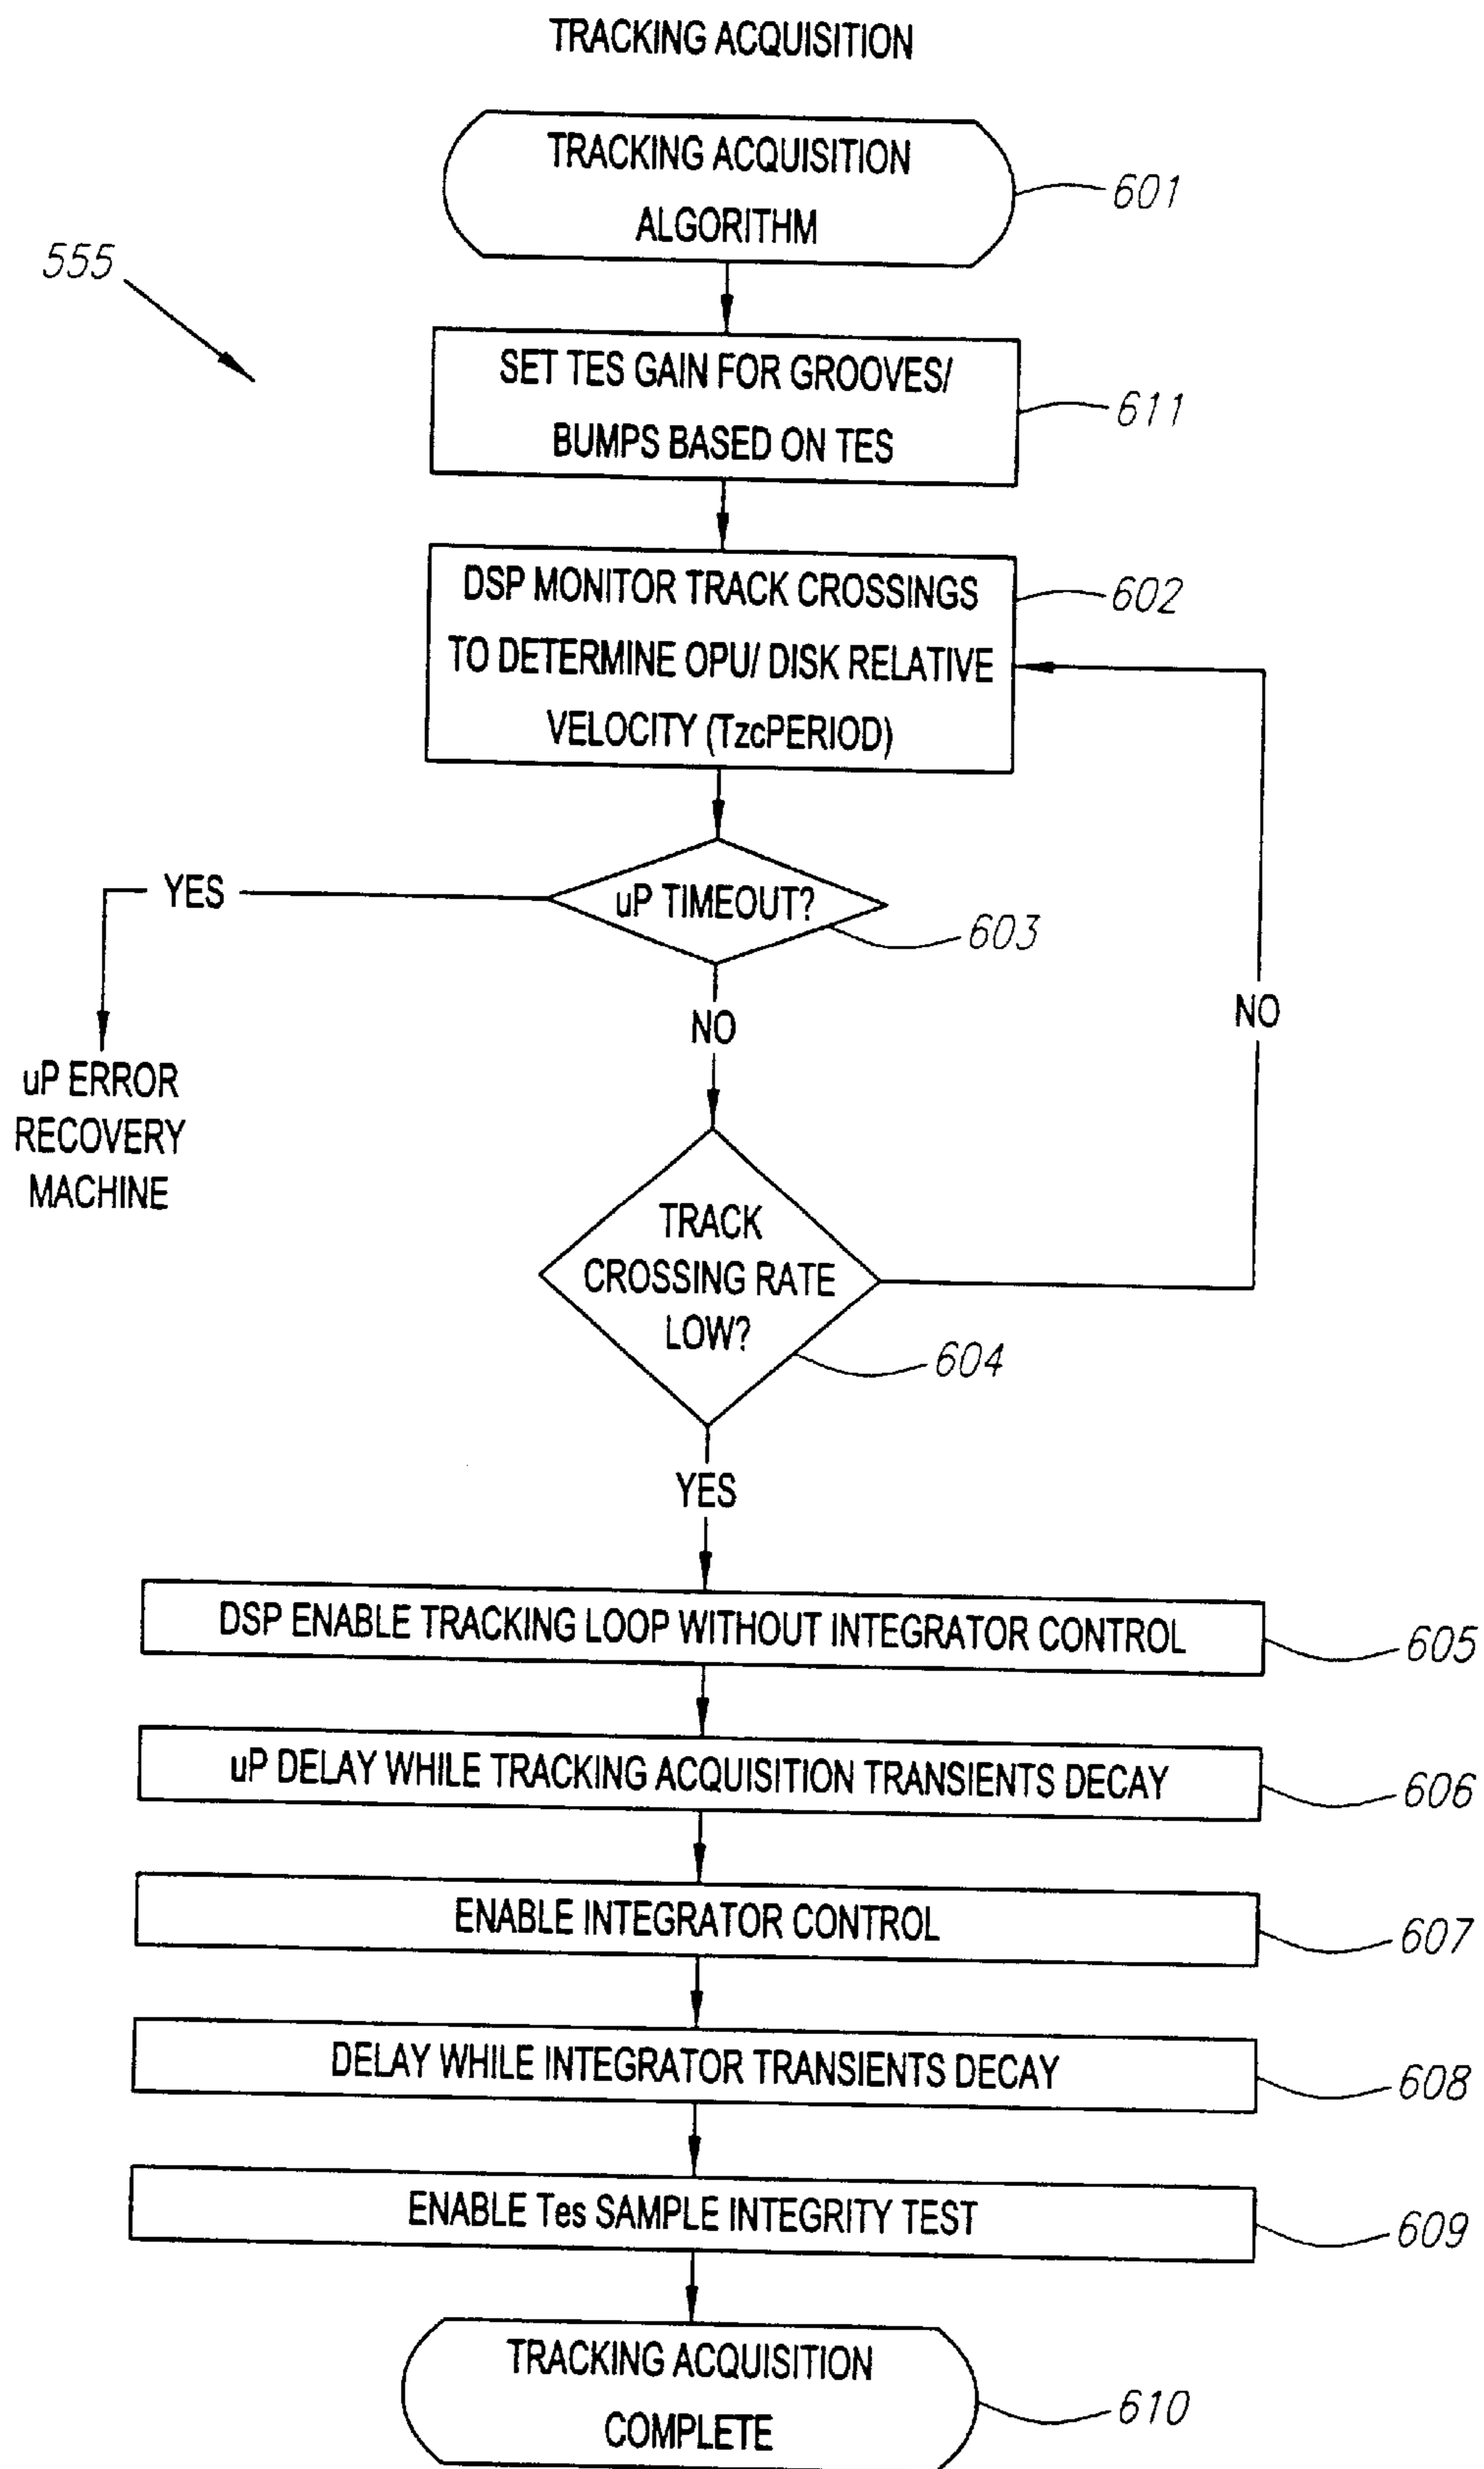 TRACKING ACQUISITION
TRACKING ACQUISITION
ALGORITHM
601
555
SET TES GAIN FOR GROOVES/
BUMPS BASED ON TES
611
DSP MONITOR TRACK CROSSINGS
TO DETERMINE OPU/ DISK RELATIVE
VELOCITY (TzcPERIOD)
602
uP TIMEOUT?
603
YES
uP ERROR
RECOVERY
MACHINE
NO
NO
TRACK
CROSSING RATE
LOW?
604
YES
DSP ENABLE TRACKING LOOP WITHOUT INTEGRATOR CONTROL
605
uP DELAY WHILE TRACKING ACQUISITION TRANSIENTS DECAY
606
ENABLE INTEGRATOR CONTROL
607
DELAY WHILE INTEGRATOR TRANSIENTS DECAY
608
ENABLE Tes SAMPLE INTEGRITY TEST
609
TRACKING ACQUISITION
COMPLETE
610